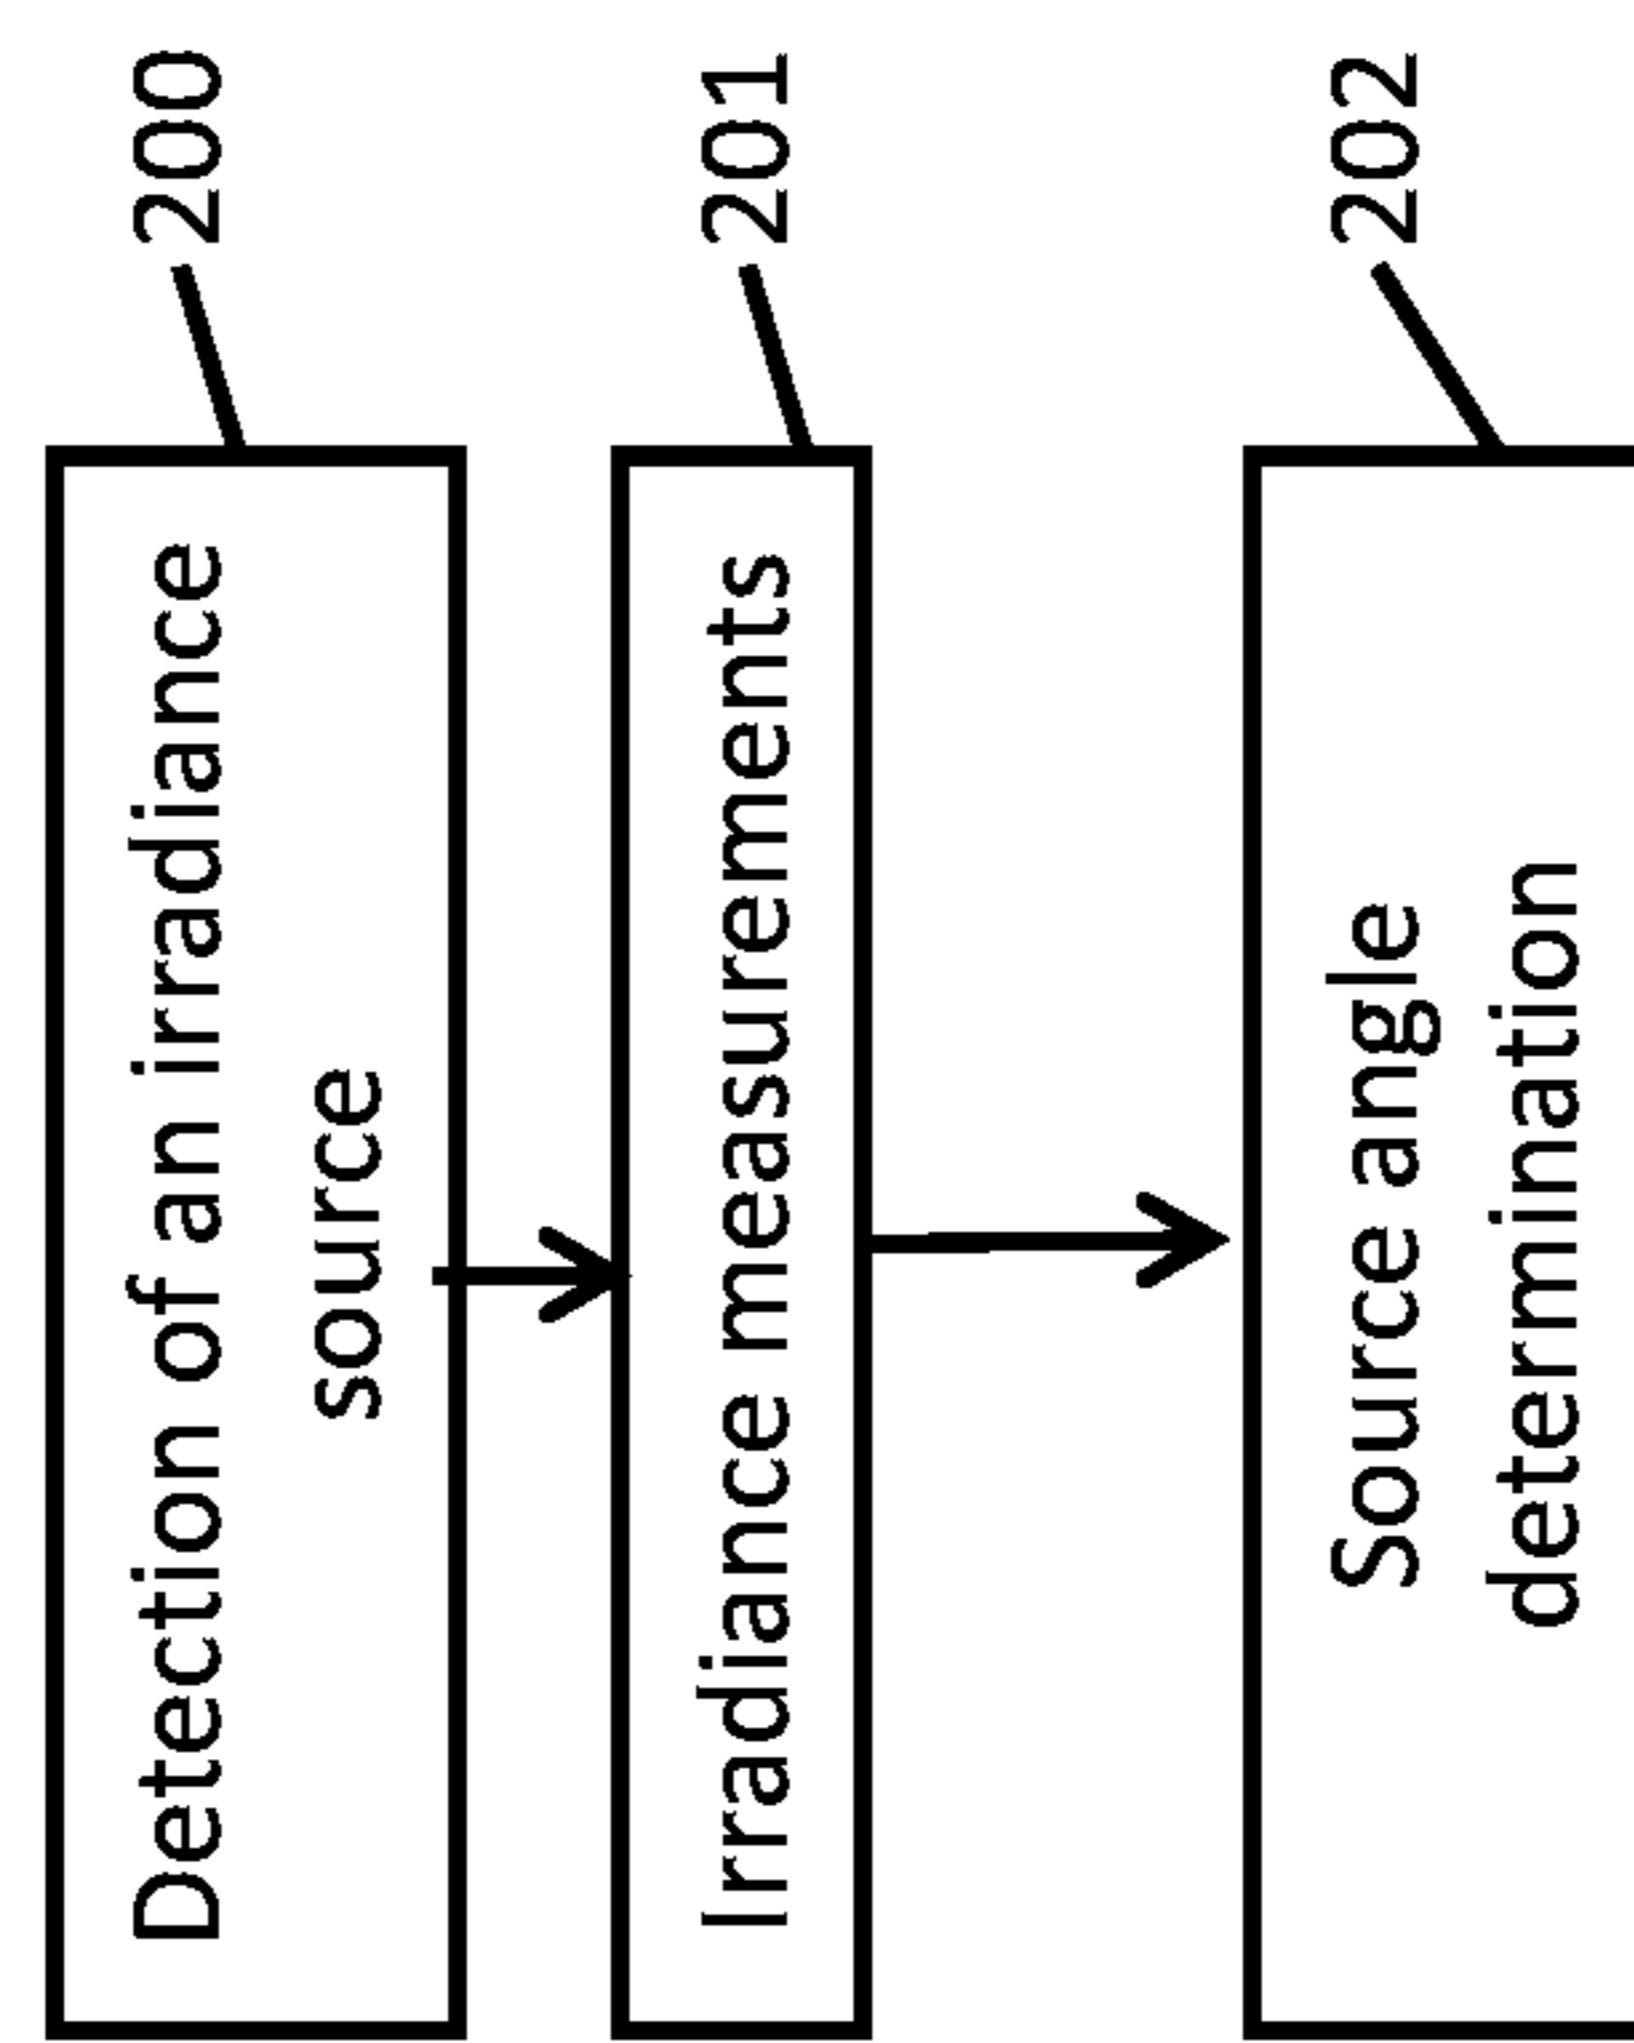 Detection of an irradiance
source
200
Irradiance measurements
201
Source angle
determination
202